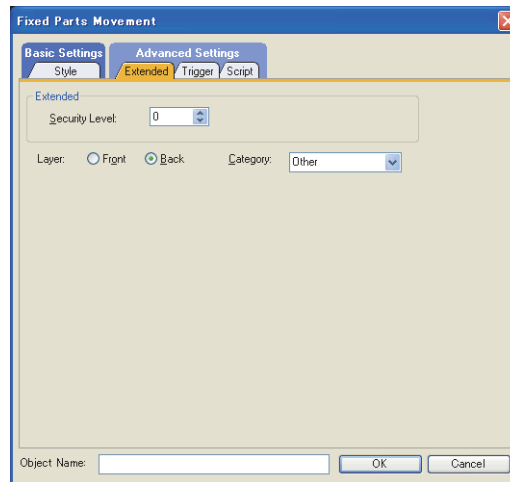 Fixed Parts Movement
Basic Settings Advanced Settings
Style Extended Trigger Script
Extended
Security Level: 0
Layer: Front Back Category: Other
Object Name: OK Cancel